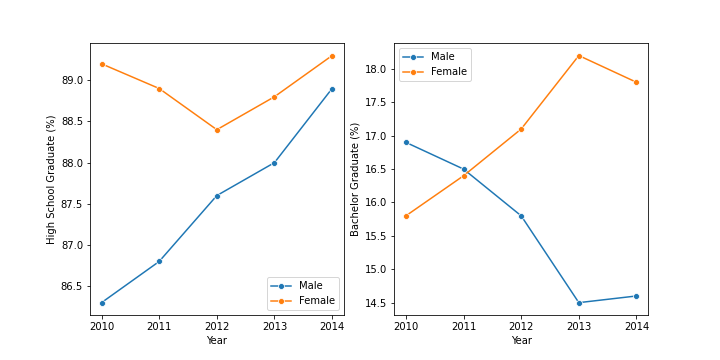 High School Graduate (%)
89.0
88.5
88.0
87.5
87.0
86.5
2010 2011 2012 2013 2014
Year
Male
Female
Bachelor Graduate (%)
18.0
17.5
17.0
16.5
16.0
15.5
15.0
14.5
2010 2011 2012 2013 2014
Year
Male
Female